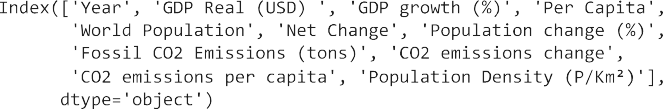 Index(['Year', 'GDP Real (USD) ', 'GDP growth (%)', 'Per Capita',
'World Population', 'Net Change', 'Population change (%)',
'Fossil CO2 Emissions (tons)', 'CO2 emissions change',
'CO2 emissions per capita', 'Population Density (P/Km²)'],
dtype='object')